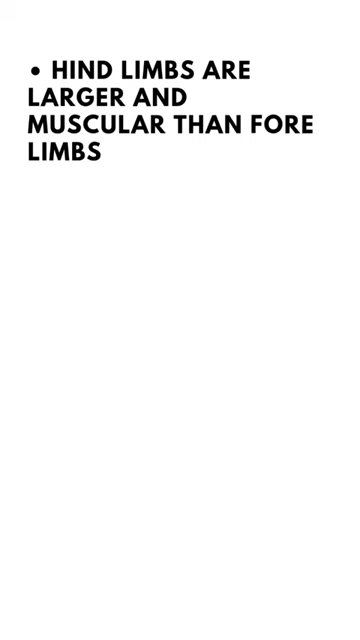 • HIND LIMBS ARE
LARGER AND
MUSCULAR THAN FORE
LIMBS